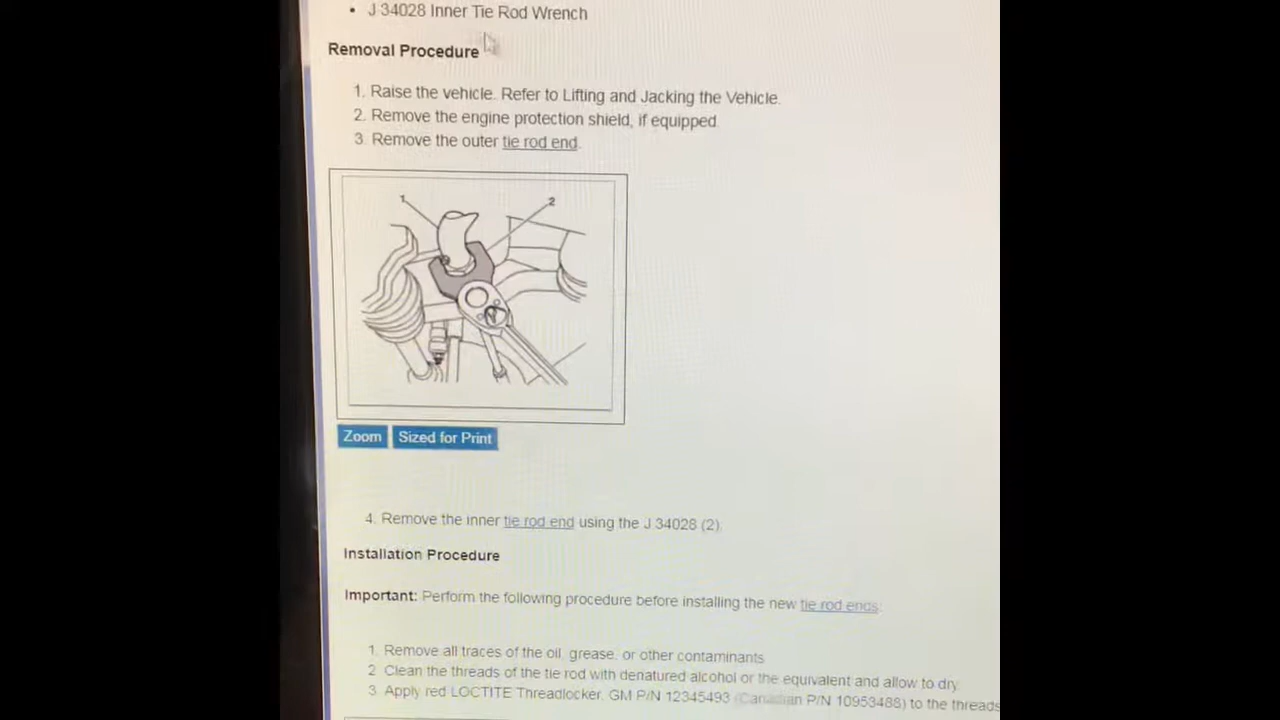 • J 34028 Inner Tie Rod Wrench
Removal Procedure
1. Raise the vehicle. Refer to Lifting and Jacking the Vehicle.
2. Remove the engine protection shield, if equipped.
3. Remove the outer tie rod end.
1
2
Zoom
Sized for Print
4. Remove the inner tie rod end using the J 34028 (2).
Installation Procedure
Important: Perform the following procedure before installing the new tie rod ends:
1. Remove all traces of the oil, grease, or other contaminants.
2. Clean the threads of the tie rod with denatured alcohol or the equivalent and allow to dry.
3. Apply red LOCTITE Threadlocker, GM P/N 12345493 (Canadian P/N 10953488) to the threads